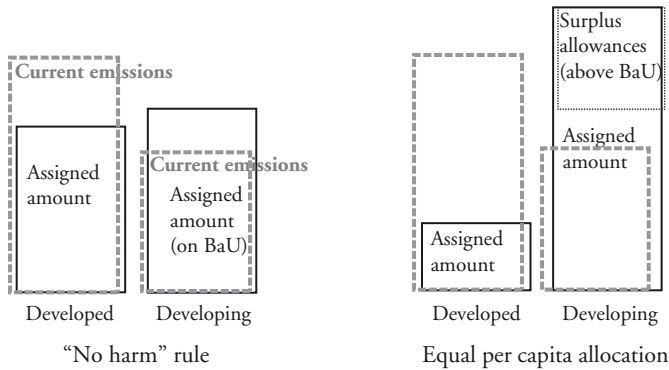 Current emissions
Assigned
amount
Developed
Current emissions
Assigned
amount
(on BaU)
Developing
“No harm” rule
Assigned
amount
Developed
Surplus
allowances
(above BaU)
Assigned
amount
Developing
Equal per capita allocation